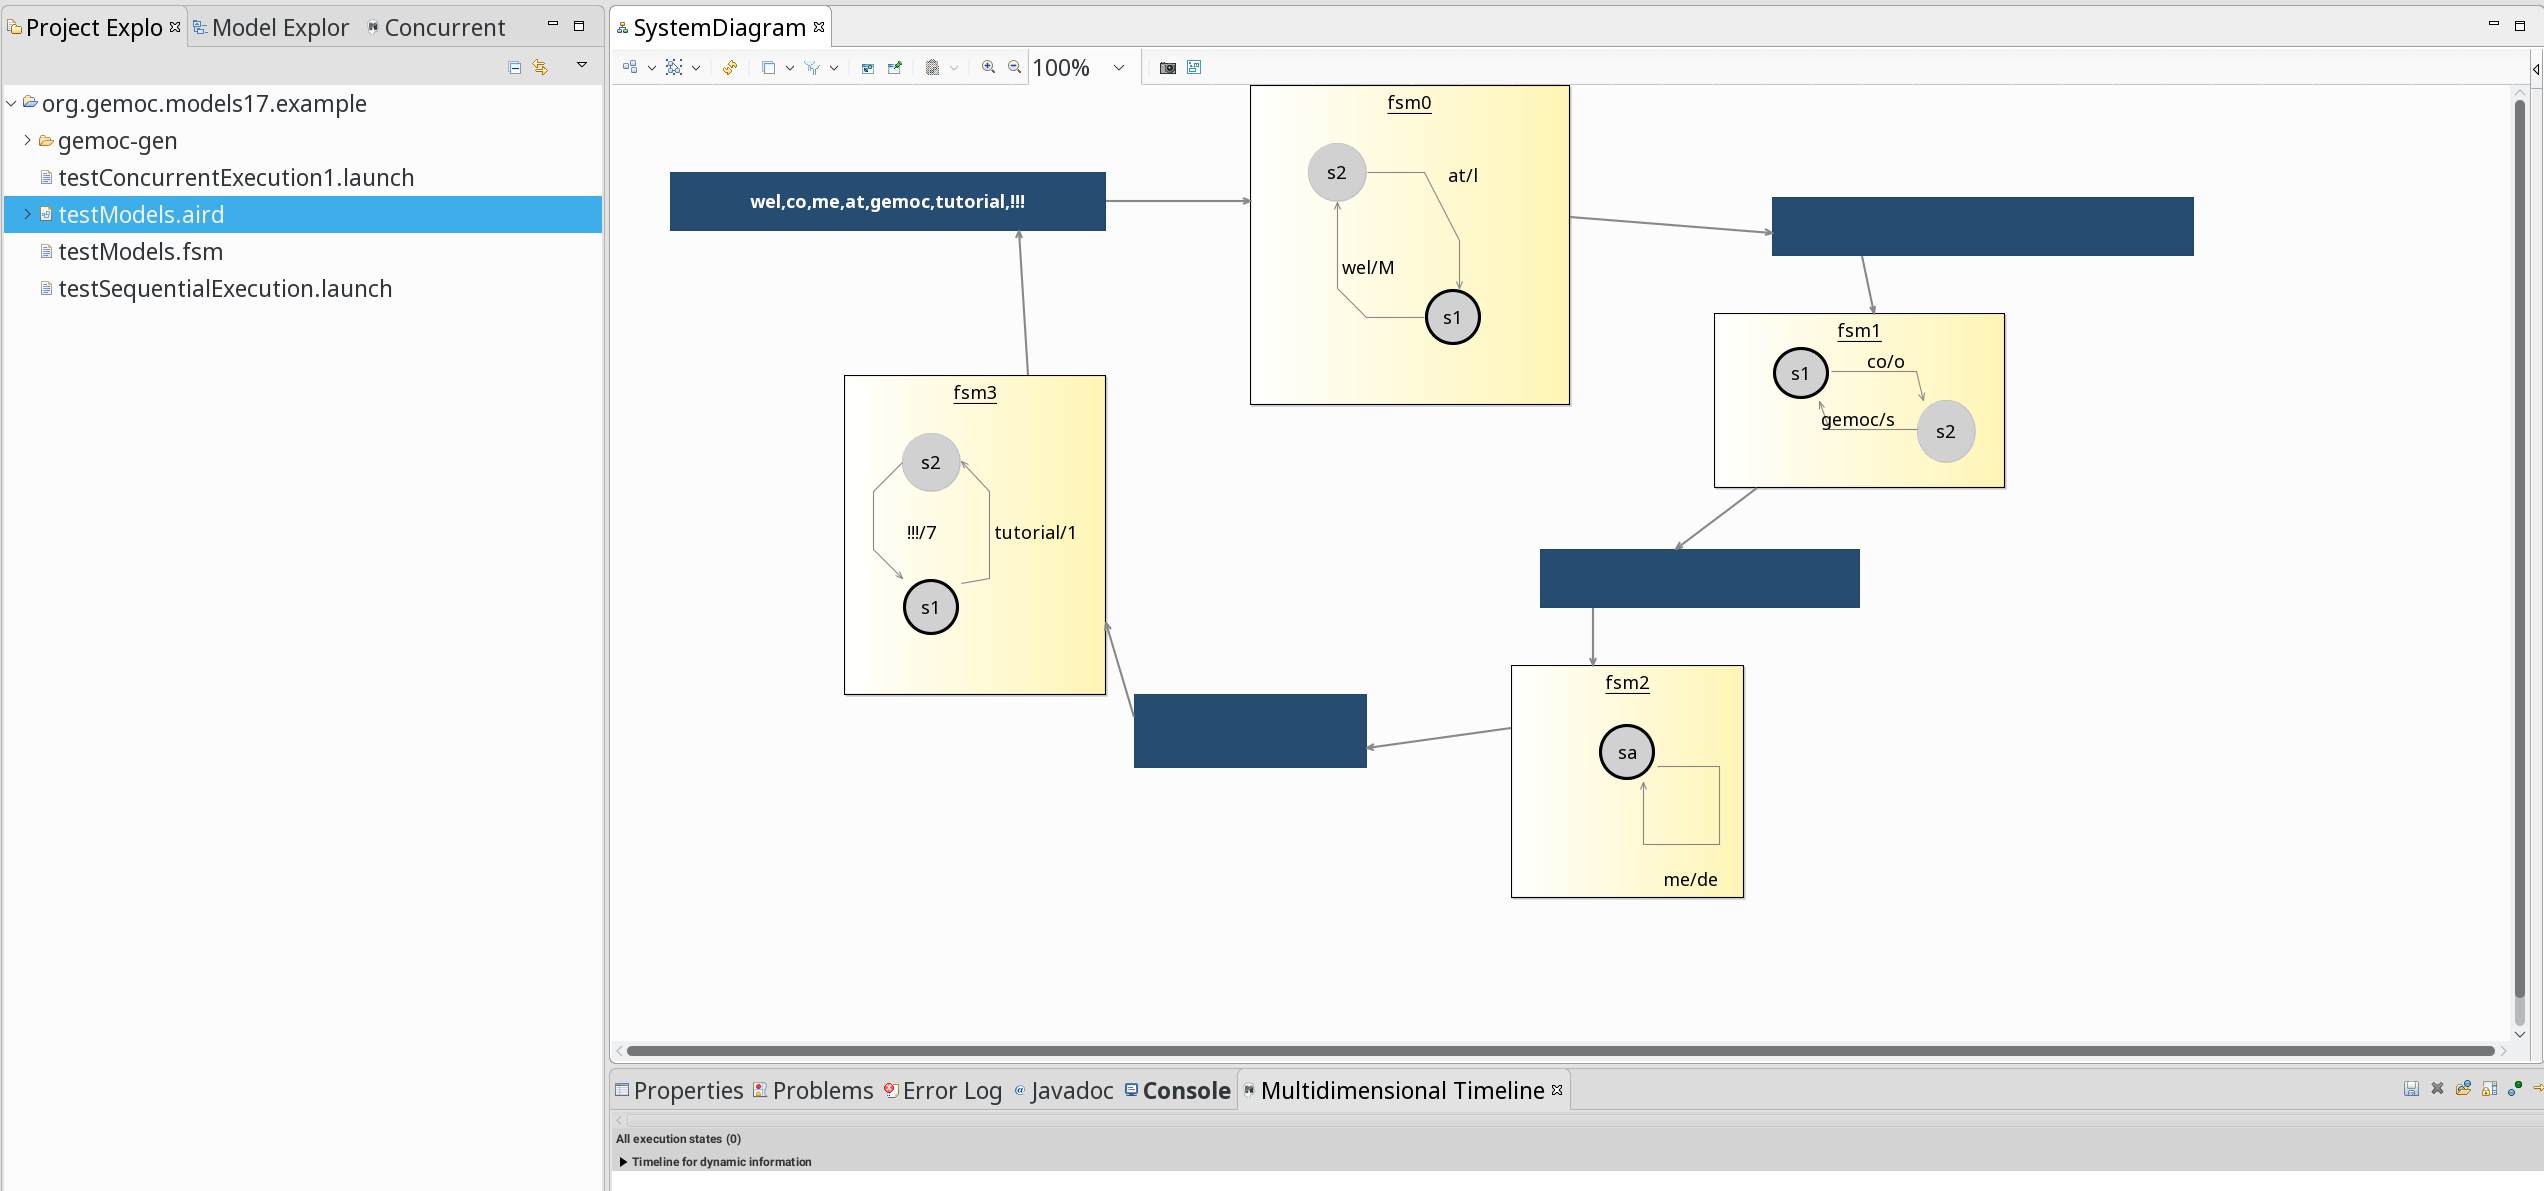 Project Explo
Model Explor
Concurrent
org.gemoc.models17.example
gemoc-gen
testConcurrentExecution1.launch
testModels.aird
testModels.fsm
testSequentialExecution.launch
SystemDiagram
100%
fsm0
s2
at/l
wel/M
s1
wel,co,me,at,gemoc,tutorial,!!!
fsm1
s1
co/o
gemoc/s
s2
fsm3
s2
!!!/7
tutorial/1
s1
fsm2
sa
me/de
Properties
Problems
Error Log
Javadoc
Console
Multidimensional Timeline
All execution states (0)
Timeline for dynamic information